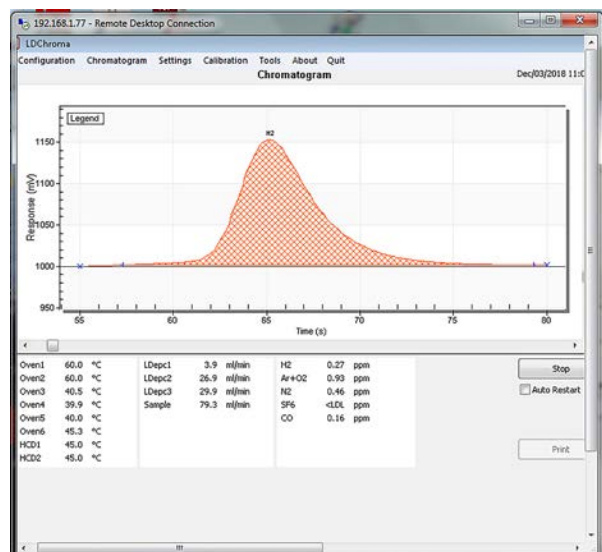 192.168.1.77 - Remote Desktop Connection
LDChroma
Configuration Chromatogram Settings Calibration Tools About Quit
Chromatogram Dec/03/2018 11:0
Legend
H2
1150
1100
1050
1000
950
Response (mV)
55 60 65 70 75 80
Time (s)
Oven1 60.0 °C LDepc1 3.9 ml/min H2 0.27 ppm Stop
Oven2 60.0 °C LDepc2 26.9 ml/min Ar+O2 0.93 ppm Auto Restart
Oven3 40.5 °C LDepc3 29.9 ml/min N2 0.46 ppm
Oven4 39.9 °C Sample 79.3 ml/min SF6 <LDL ppm
Oven5 40.0 °C CO 0.16 ppm
Oven6 45.3 °C
HCD1 45.0 °C
HCD2 45.0 °C Print